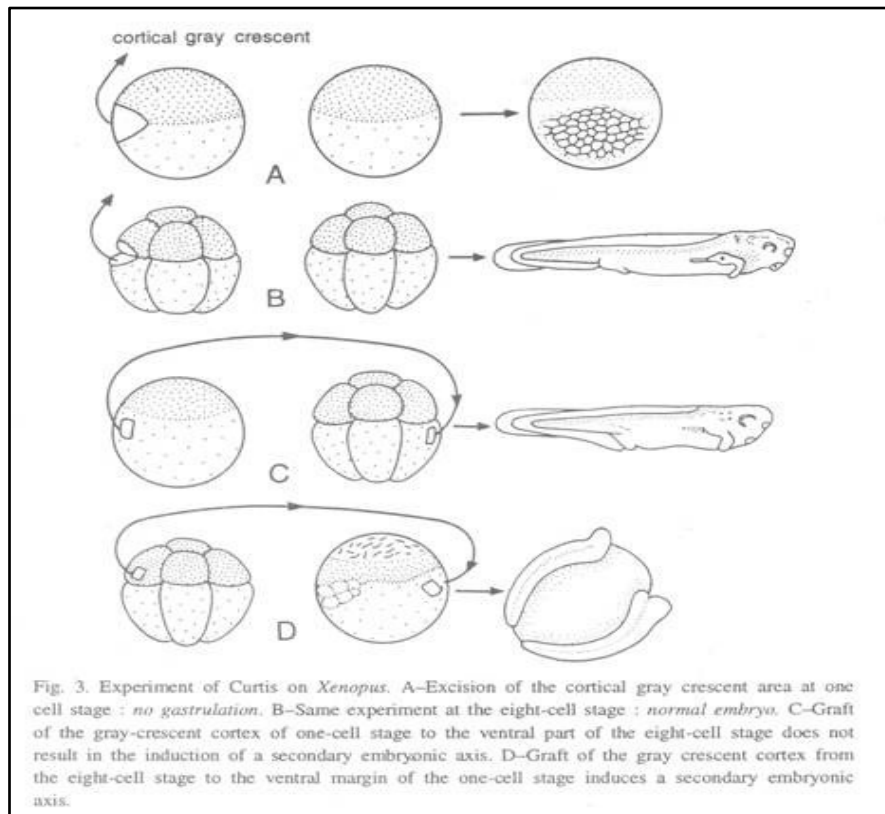 cortical gray crescent
A
B
C
D
Fig. 3. Experiment of Curtis on Xenopus. A–Excision of the cortical gray crescent area at one
cell stage : no gastrulation. B–Same experiment at the eight-cell stage : normal embryo. C–Graft
of the gray-crescent cortex of one-cell stage to the ventral part of the eight-cell stage does not
result in the induction of a secondary embryonic axis. D–Graft of the gray crescent cortex from
the eight-cell stage to the ventral margin of the one-cell stage induces a secondary embryonic
axis.